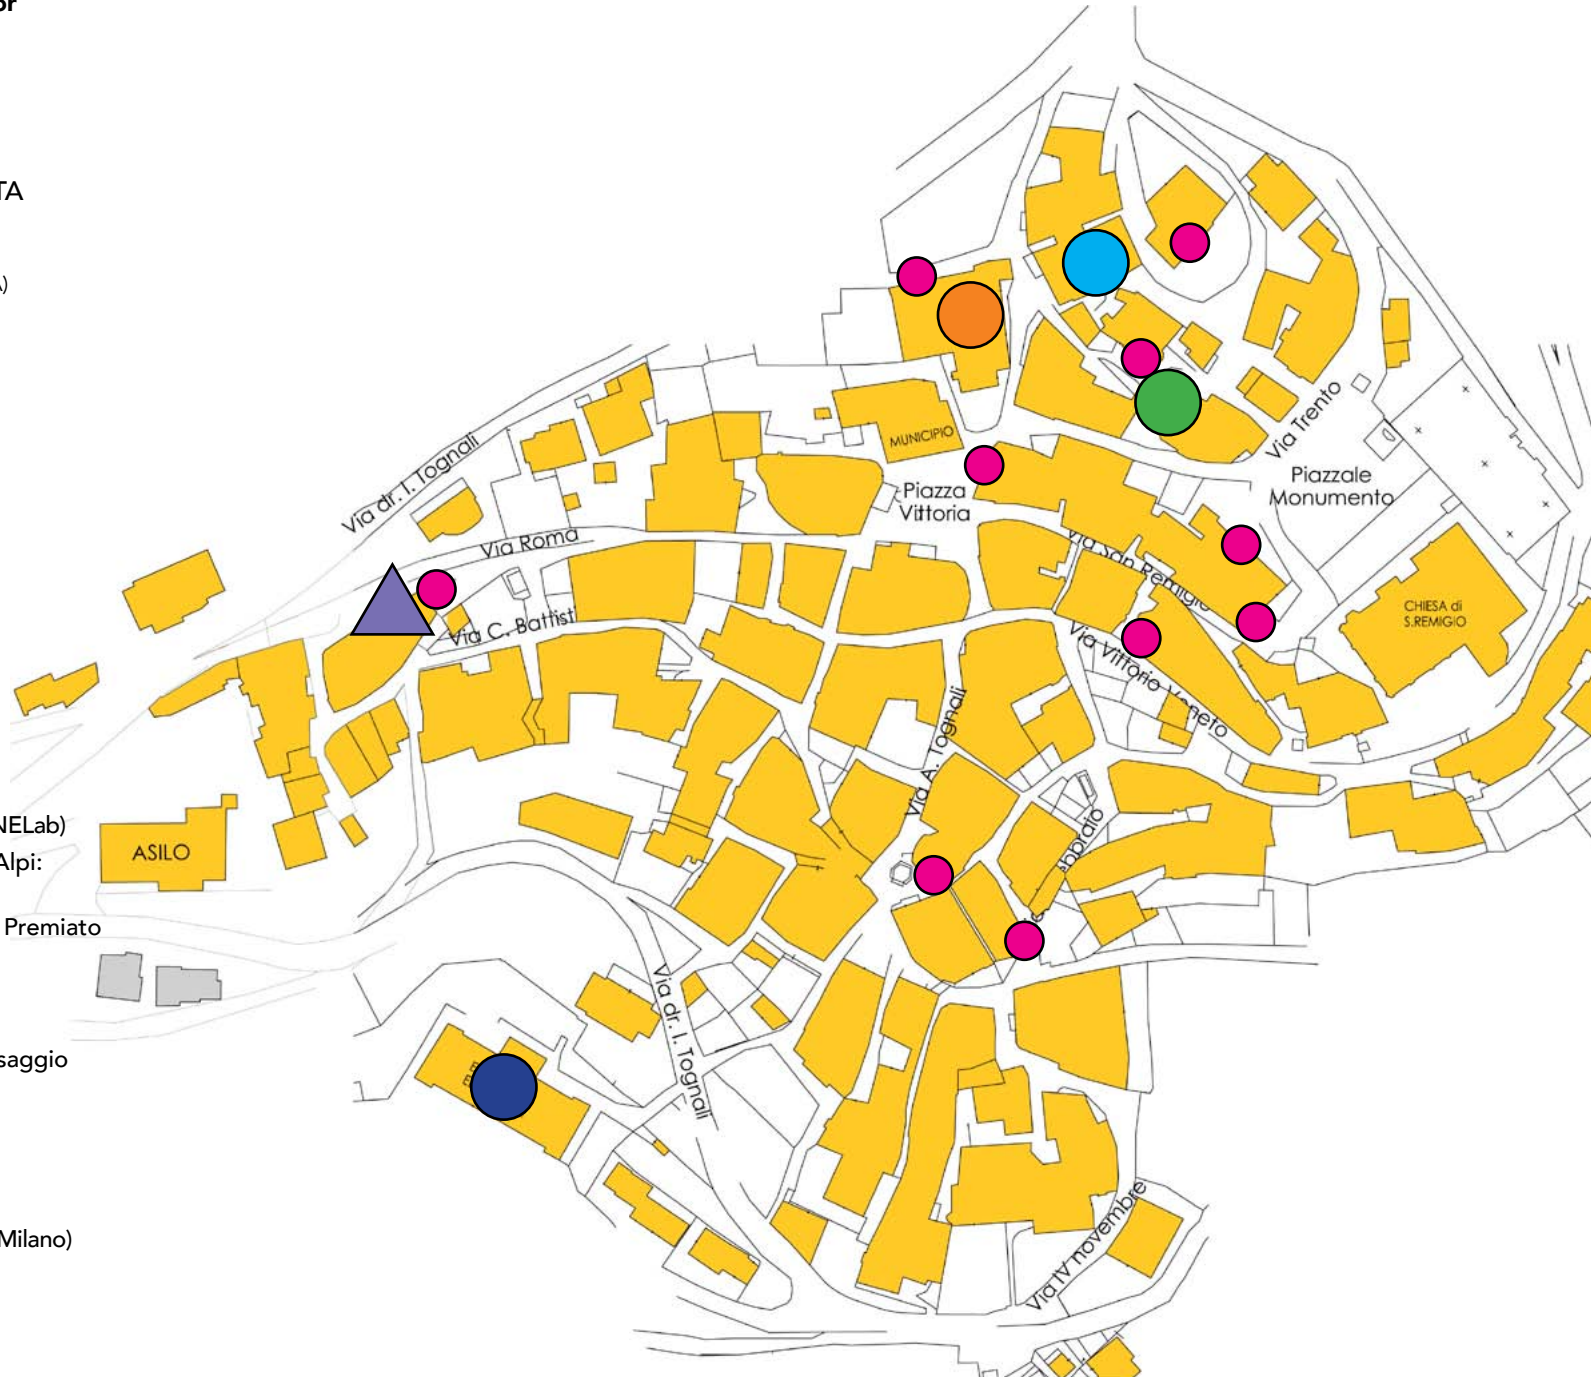 or
TA
A)
NELab)
Alpi:
Premiato
saggio
Milano)
Via dr. I. Tognali
Via Roma
Via C. Battist
MUNICIPIO
Piazza
Vittoria
Via Trento
Piazzale
Monumento
Via San Remigio
CHIESA di
S.REMIGIO
Via Vittorio Veneto
Via A. Tognali
ASILO
Via dr. I. Tognali
Via IV novembre